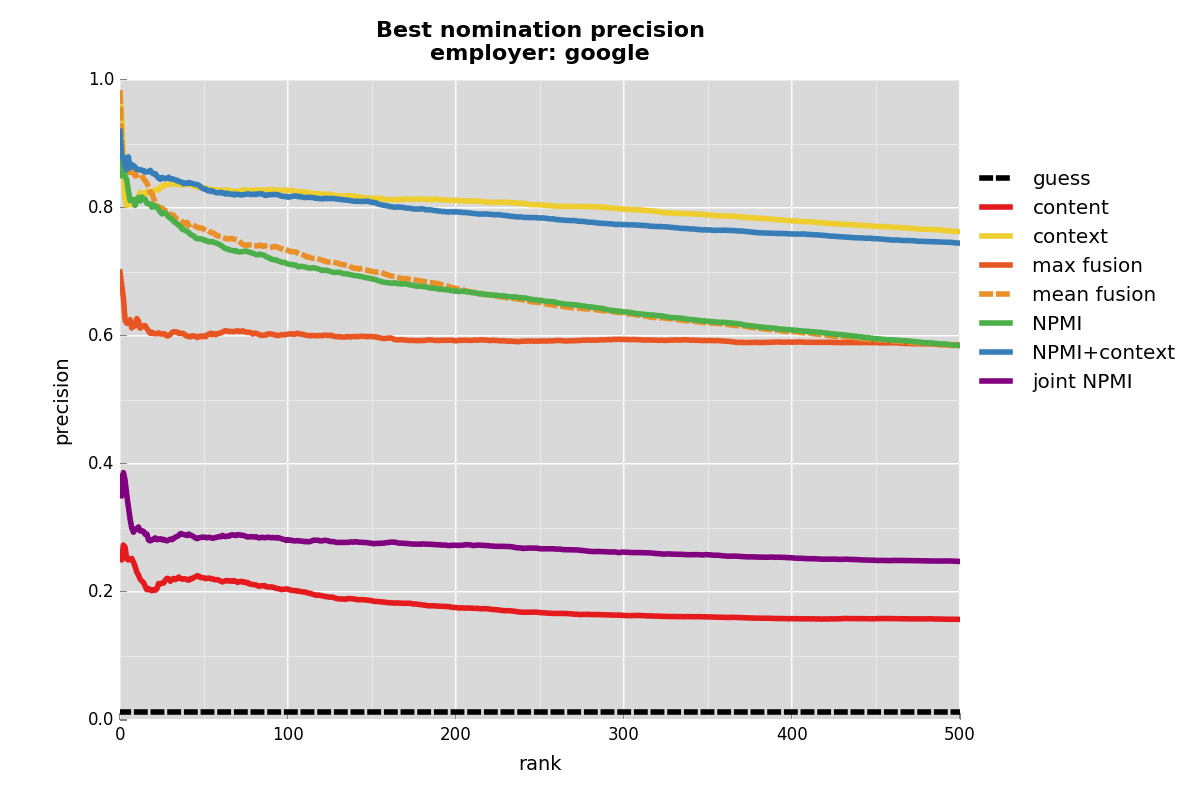 Best nomination precision
employer: google
precision
1.0
0.8
0.6
0.4
0.2
0.0
0
100
200
300
400
500
rank
guess
content
context
max fusion
mean fusion
NPMI
NPMI+context
joint NPMI